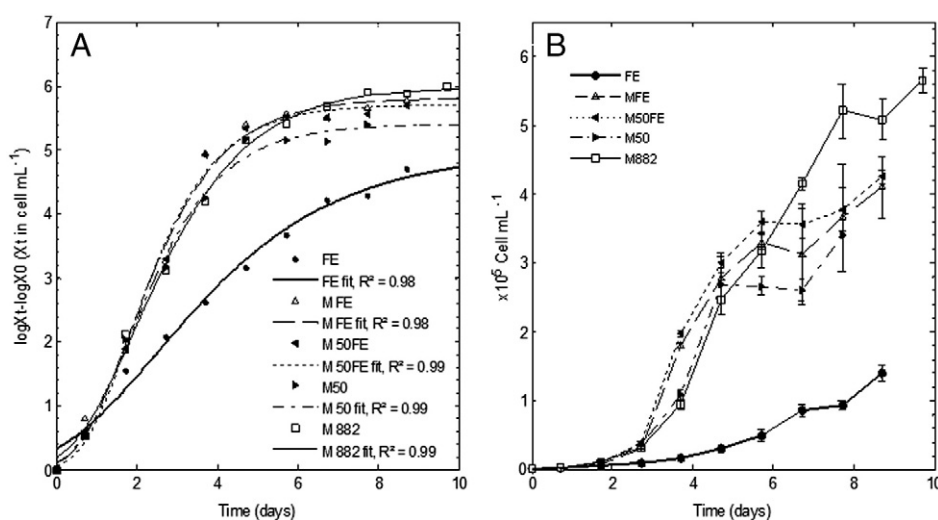 A
logXt-logX0 (Xt in cell mL⁻¹)
7
6
5
4
3
2
1
0
FE
FE fit, R² = 0.98
M FE
M FE fit, R² = 0.98
M 50FE
M 50FE fit, R² = 0.99
M50
M 50 fit, R² = 0.99
M 882
M 882 fit, R² = 0.99
0 2 4 6 8 10
Time (days)
B
x10⁵ Cell mL⁻¹
6
5
4
3
2
1
0
FE
MFE
M50FE
M50
M882
0 2 4 6 8 10
Time (days)